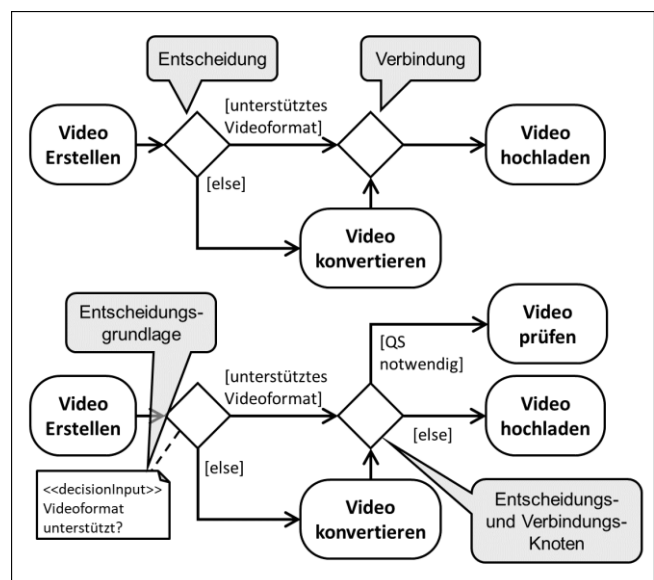 Entscheidung
Verbindung
[unterstütztes
Videoformat]
Video
Erstellen
Video
hochladen
[else]
Video
konvertieren
Entscheidungs-
grundlage
Video
prüfen
[QS
notwendig]
[unterstütztes
Videoformat]
Video
Erstellen
Video
hochladen
[else]
[else]
<<decisionInput>>
Videoformat
unterstützt?
Video
konvertieren
Entscheidungs-
und Verbindungs-
Knoten